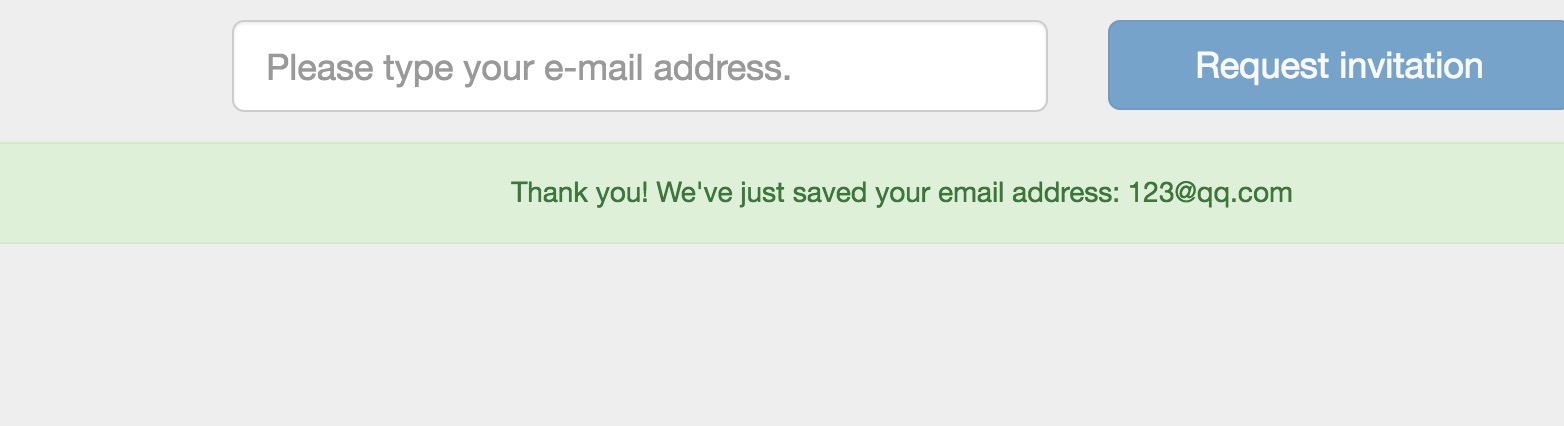 Please type your e-mail address.
Request invitation
Thank you! We've just saved your email address: 123@qq.com